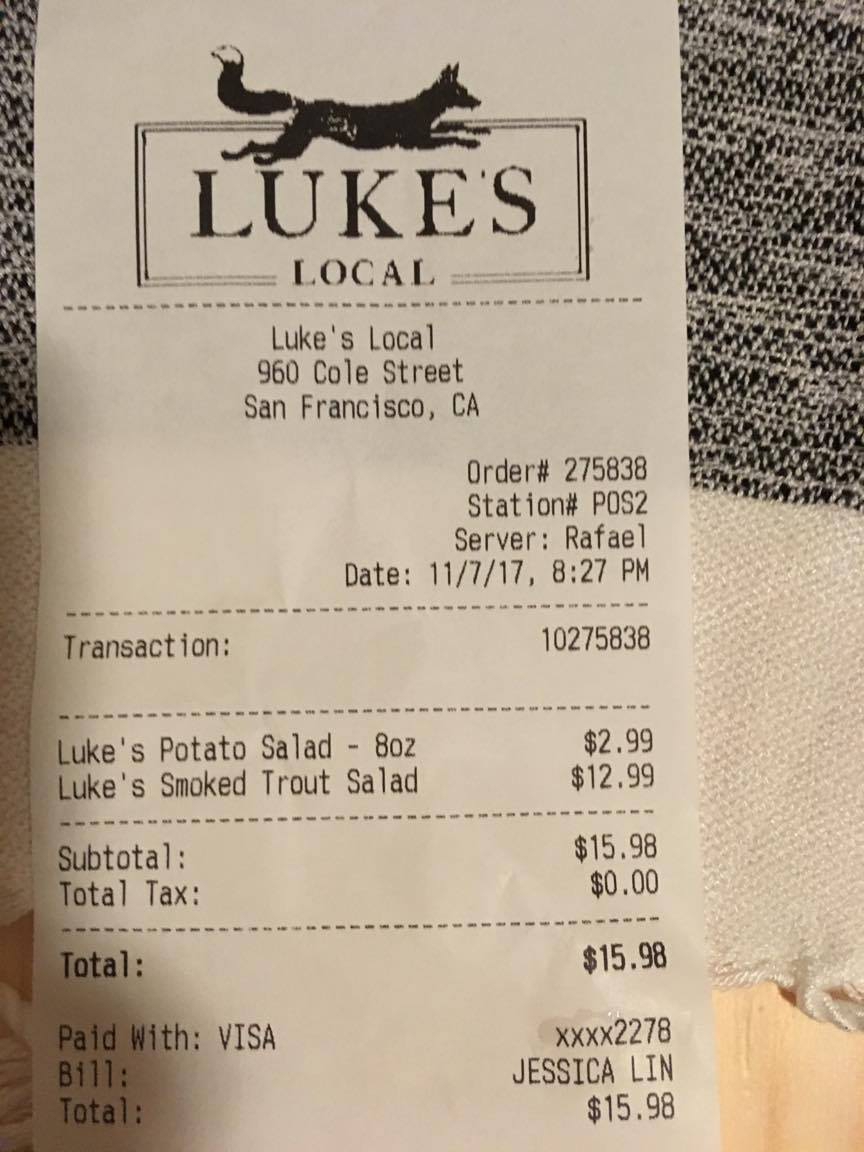 LUKE'S
LOCAL
Luke's Local
960 Cole Street
San Francisco, CA
Order# 275838
Station# POS2
Server: Rafael
Date: 11/7/17, 8:27 PM
Transaction: 10275838
Luke's Potato Salad - 8oz $2.99
Luke's Smoked Trout Salad $12.99
Subtotal: $15.98
Total Tax: $0.00
Total: $15.98
Paid With: VISA xxxx2278
Bill: JESSICA LIN
Total: $15.98